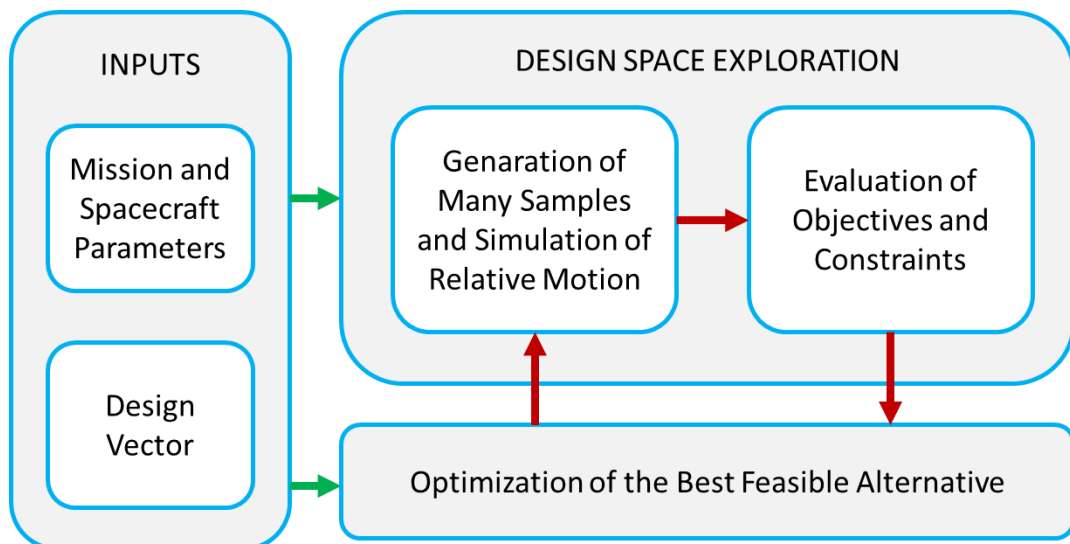 INPUTS
Mission and
Spacecraft
Parameters
Design
Vector
DESIGN SPACE EXPLORATION
Genaration of
Many Samples
and Simulation of
Relative Motion
Evaluation of
Objectives and
Constraints
Optimization of the Best Feasible Alternative